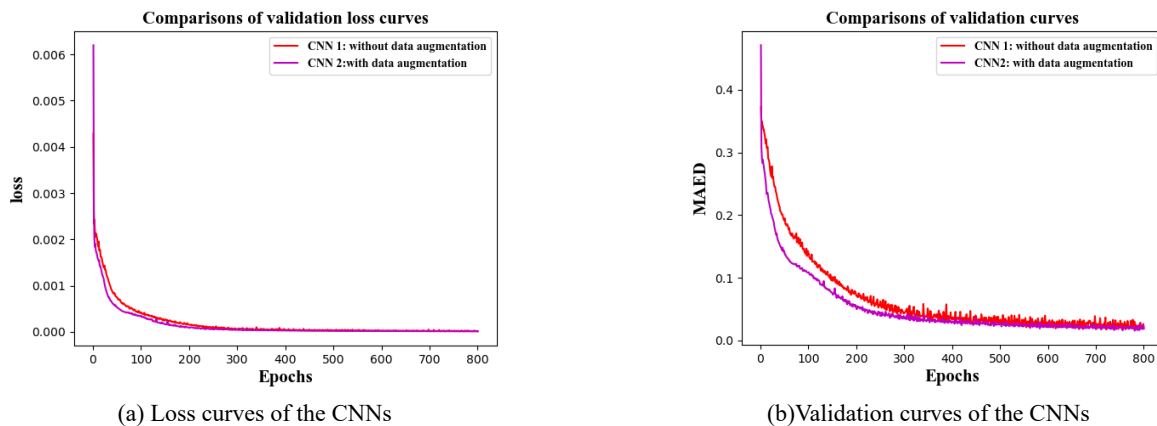 Comparisons of validation loss curves
CNN 1: without data augmentation
CNN 2:with data augmentation
0.006
0.005
0.004
0.003
0.002
0.001
0.000
loss
0 100 200 300 400 500 600 700 800
Epochs
(a) Loss curves of the CNNs
Comparisons of validation curves
CNN 1: without data augmentation
CNN2: with data augmentation
0.4
0.3
0.2
0.1
0.0
MAED
0 100 200 300 400 500 600 700 800
Epochs
(b)Validation curves of the CNNs